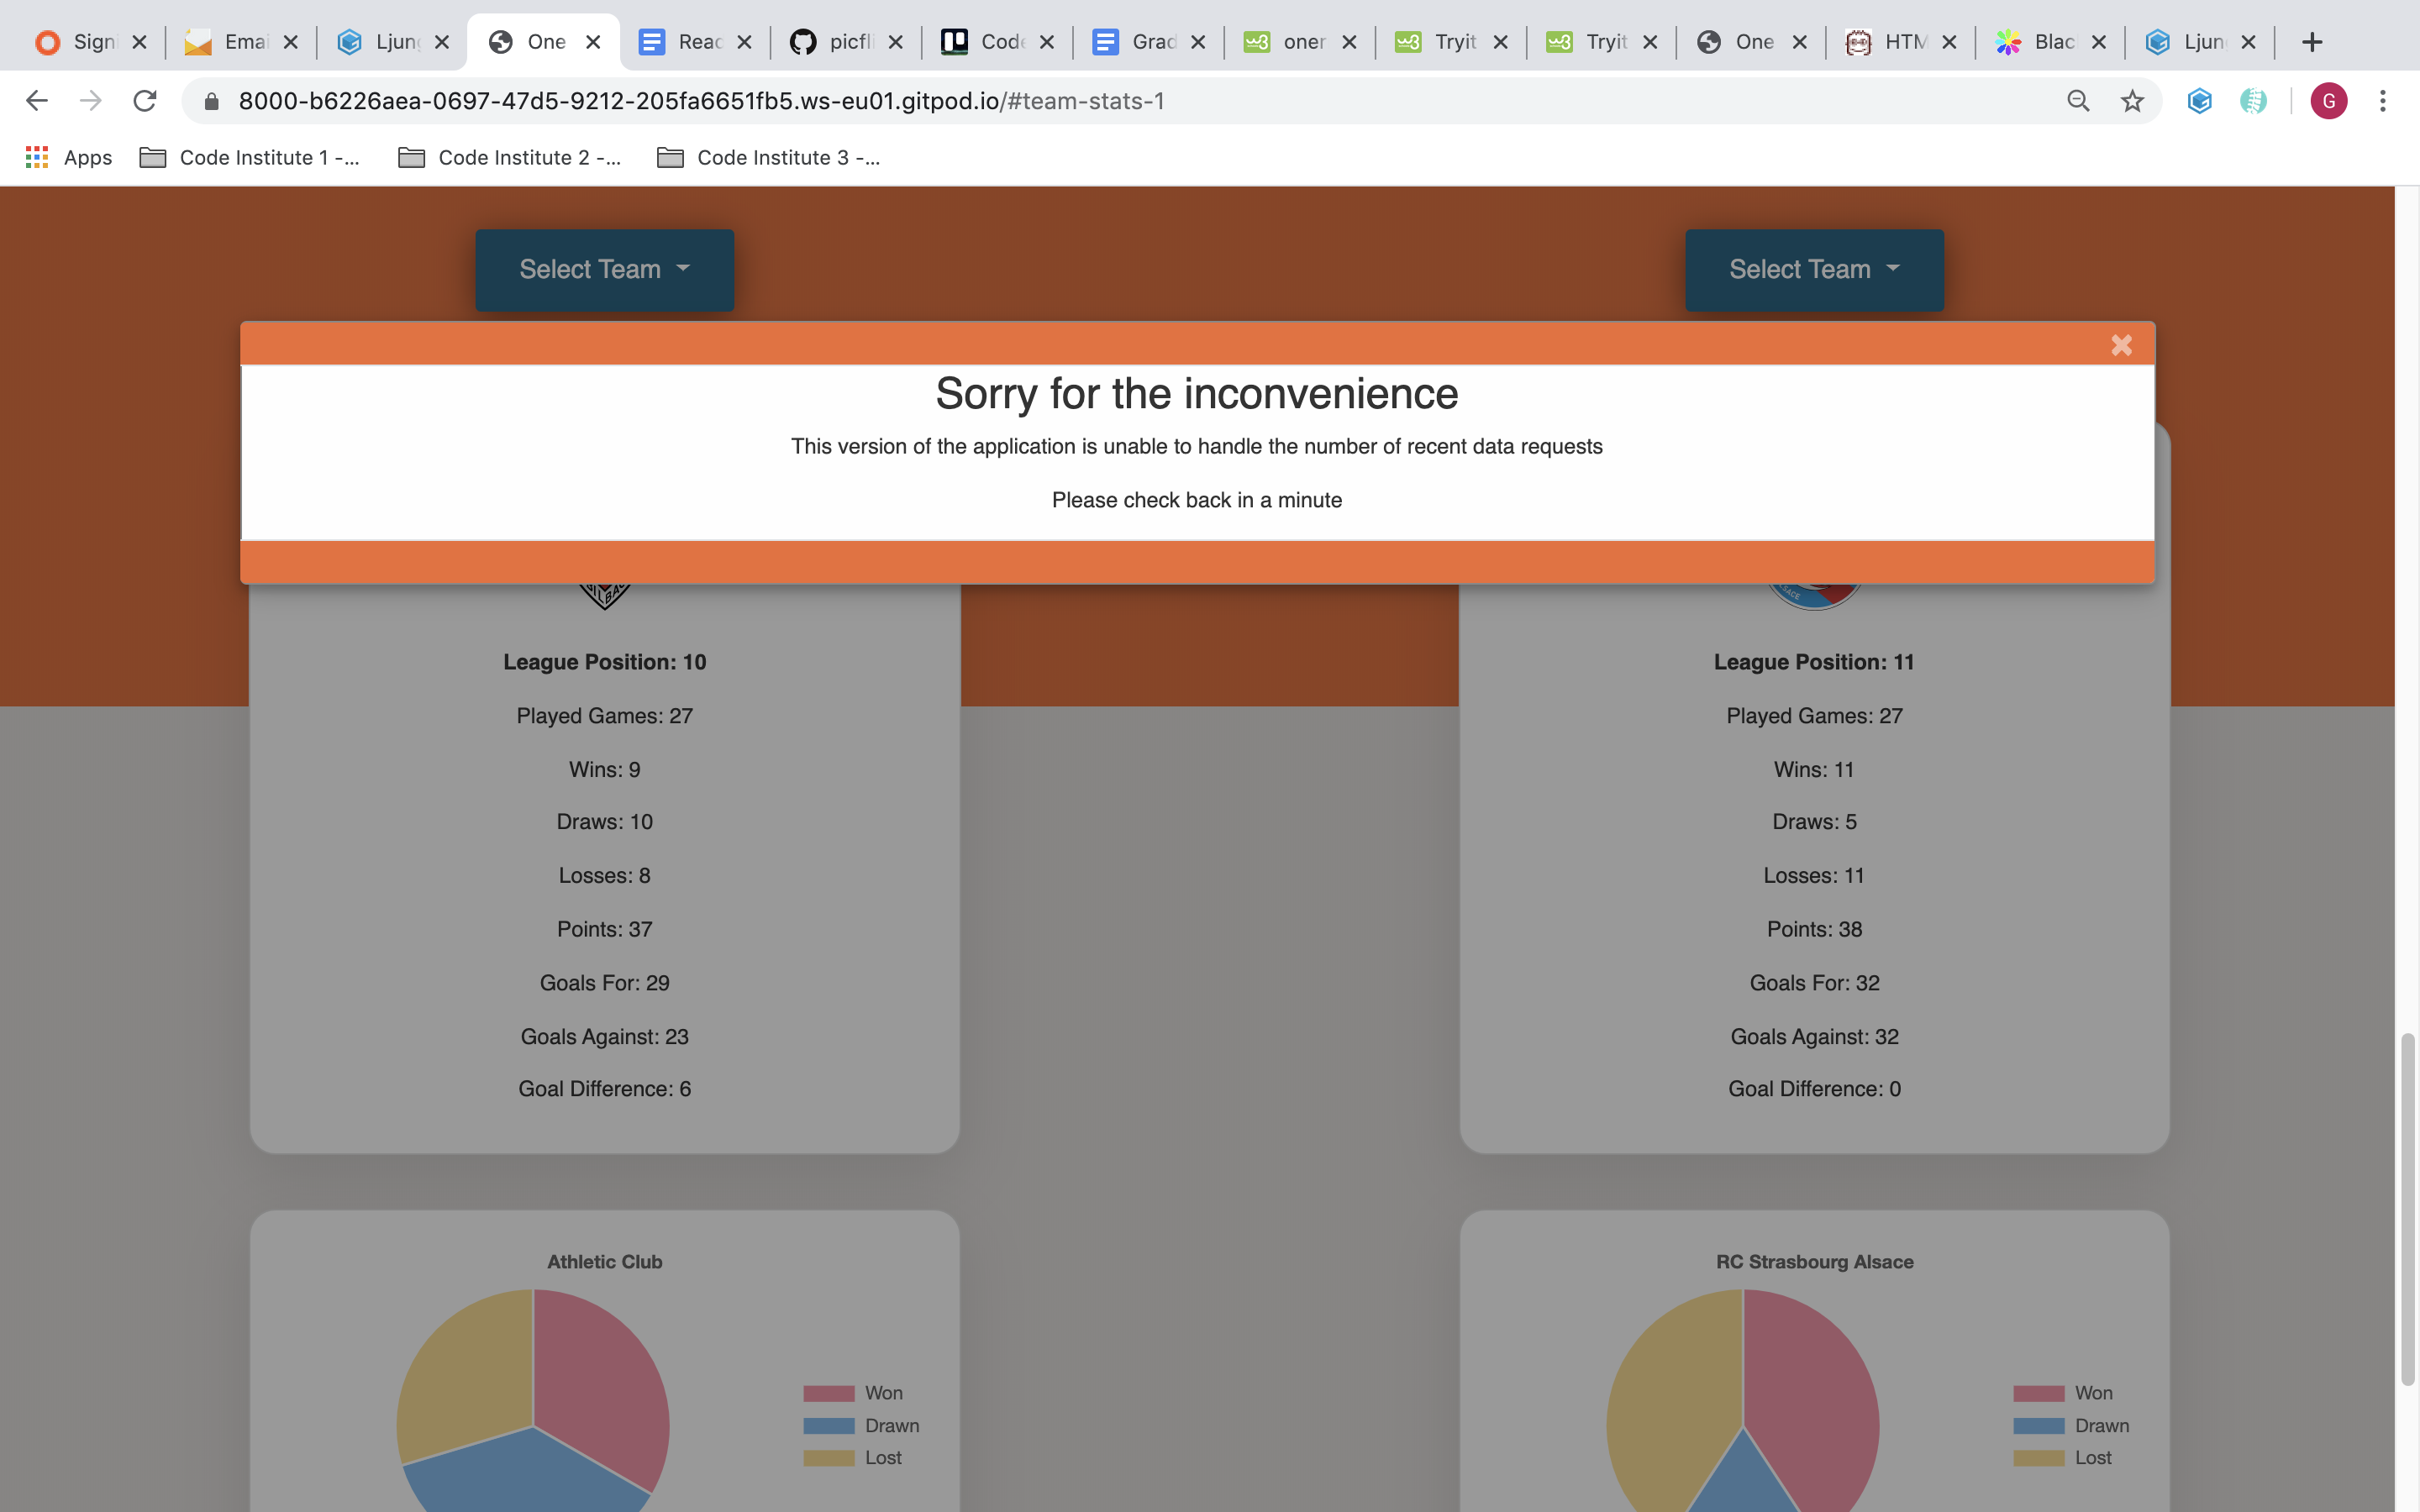 Signi Emai Ljung One Read picfli Code Grad oner Tryit Tryit One HTM Blac Ljung
8000-b6226aea-0697-47d5-9212-205fa6651fb5.ws-eu01.gitpod.io/#team-stats-1
G
Apps Code Institute 1 -... Code Institute 2 -... Code Institute 3 -...
Select Team Select Team
Sorry for the inconvenience
This version of the application is unable to handle the number of recent data requests
Please check back in a minute
League Position: 10
Played Games: 27
Wins: 9
Draws: 10
Losses: 8
Points: 37
Goals For: 29
Goals Against: 23
Goal Difference: 6
League Position: 11
Played Games: 27
Wins: 11
Draws: 5
Losses: 11
Points: 38
Goals For: 32
Goals Against: 32
Goal Difference: 0
Athletic Club
Won
Drawn
Lost
RC Strasbourg Alsace
Won
Drawn
Lost